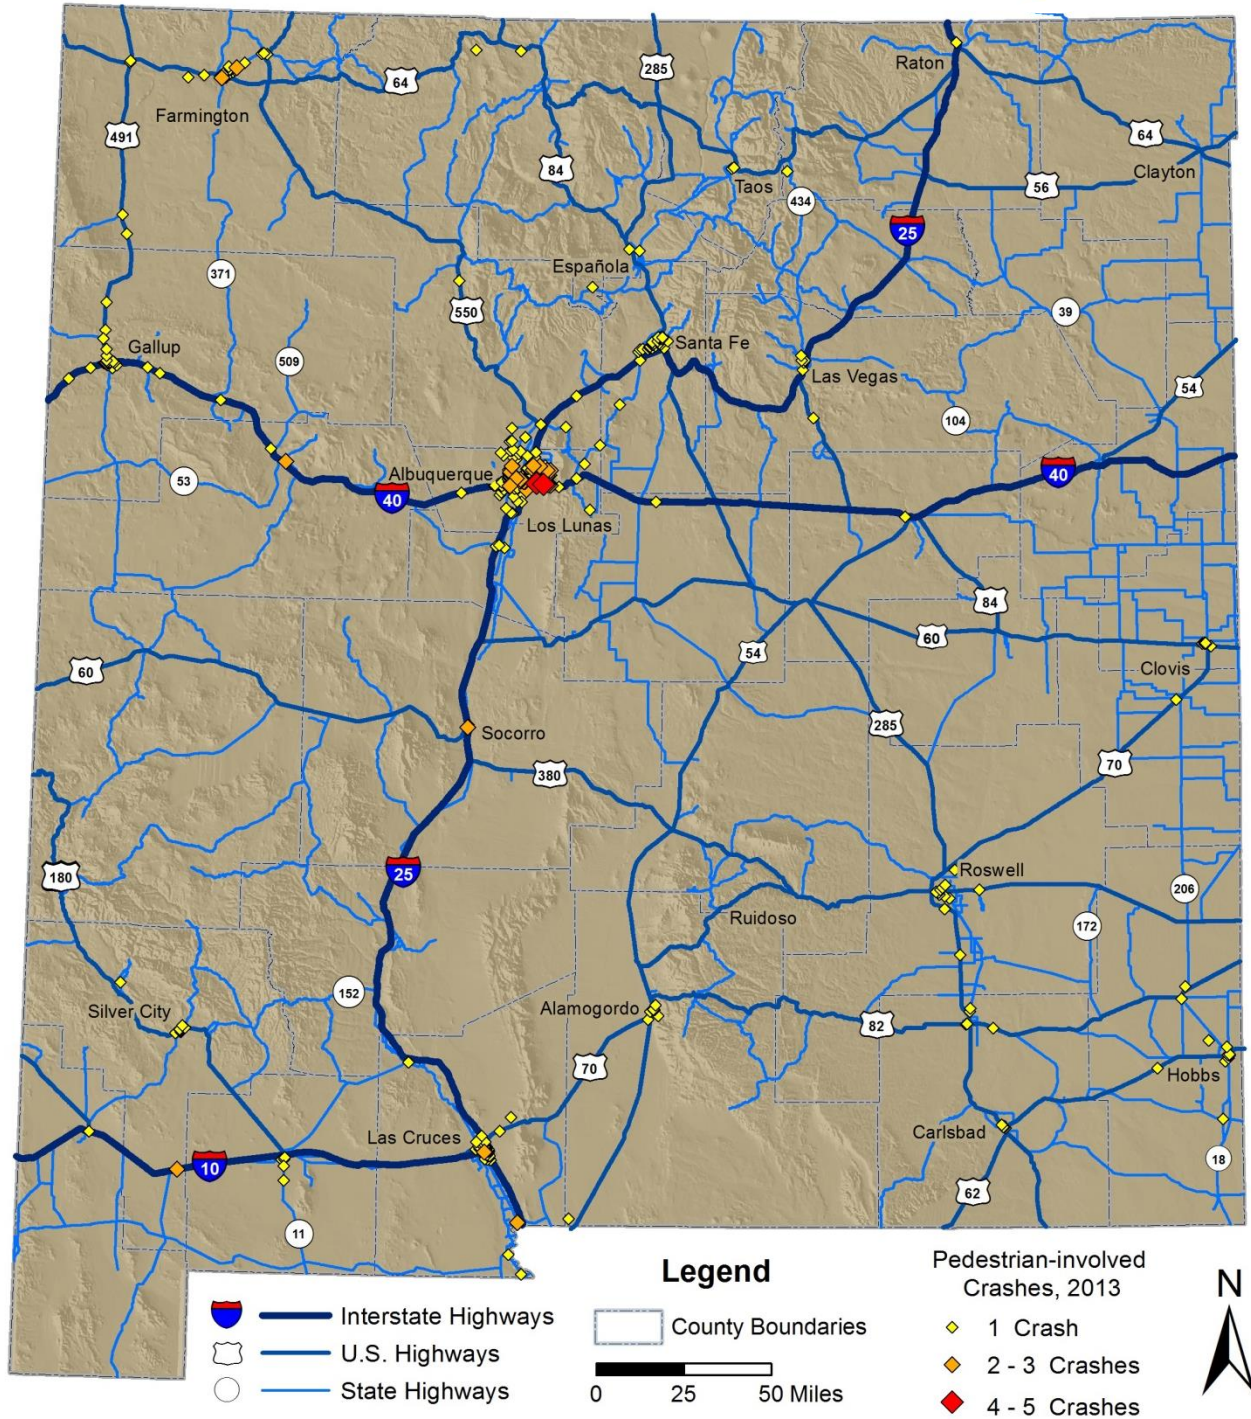 Raton
285
64
Farmington
491
64
Clayton
84
Taos
56
434
25
Española
371
550
39
Santa Fe
Gallup
509
Las Vegas
54
104
Albuquerque
40
53
40
Los Lunas
84
60
54
60
Clovis
285
Socorro
70
380
Roswell
25
180
206
Ruidoso
172
152
Silver City
Alamogordo
82
70
Hobbs
Las Cruces
Carlsbad
10
18
62
11
Legend
Interstate Highways
U.S. Highways
State Highways
County Boundaries
0 25 50 Miles
Pedestrian-involved
Crashes, 2013
1 Crash
2 - 3 Crashes
4 - 5 Crashes
N